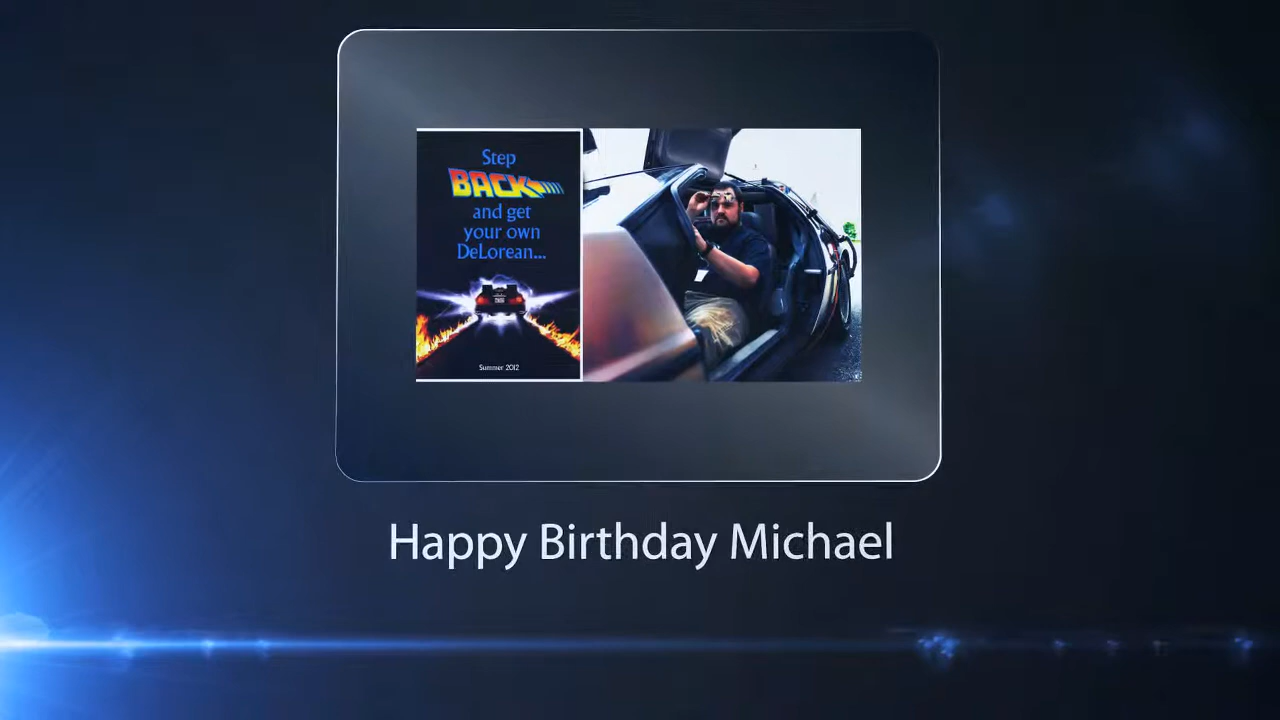 Step
BACK
and get
your own
DeLorean...
Summer 2012
Happy Birthday Michael